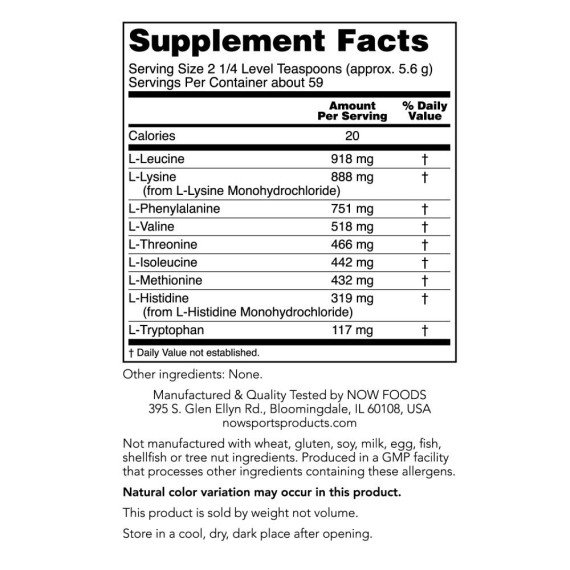 Supplement Facts
Serving Size 2 1/4 Level Teaspoons (approx. 5.6 g)
Servings Per Container about 59
Amount Per Serving % Daily Value
Calories 20
L-Leucine 918 mg †
L-Lysine 888 mg †
(from L-Lysine Monohydrochloride)
L-Phenylalanine 751 mg †
L-Valine 518 mg †
L-Threonine 466 mg †
L-Isoleucine 442 mg †
L-Methionine 432 mg †
L-Histidine 319 mg †
(from L-Histidine Monohydrochloride)
L-Tryptophan 117 mg †
† Daily Value not established.
Other ingredients: None.
Manufactured & Quality Tested by NOW FOODS
395 S. Glen Ellyn Rd., Bloomingdale, IL 60108, USA
nowsportsproducts.com
Not manufactured with wheat, gluten, soy, milk, egg, fish,
shellfish or tree nut ingredients. Produced in a GMP facility
that processes other ingredients containing these allergens.
Natural color variation may occur in this product.
This product is sold by weight not volume.
Store in a cool, dry, dark place after opening.